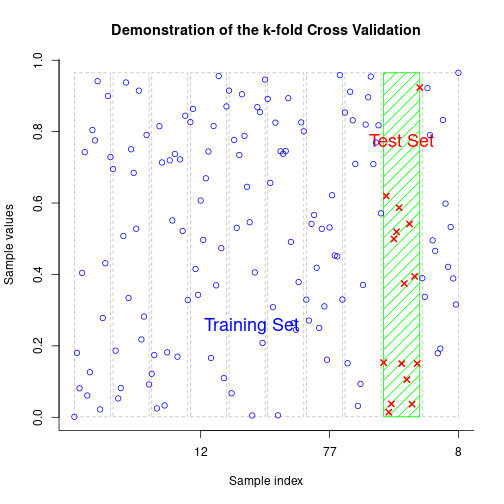 Demonstration of the k-fold Cross Validation
1.0
0.8
0.6
0.4
0.2
0.0
Sample values
Test Set
Training Set
12
77
8
Sample index